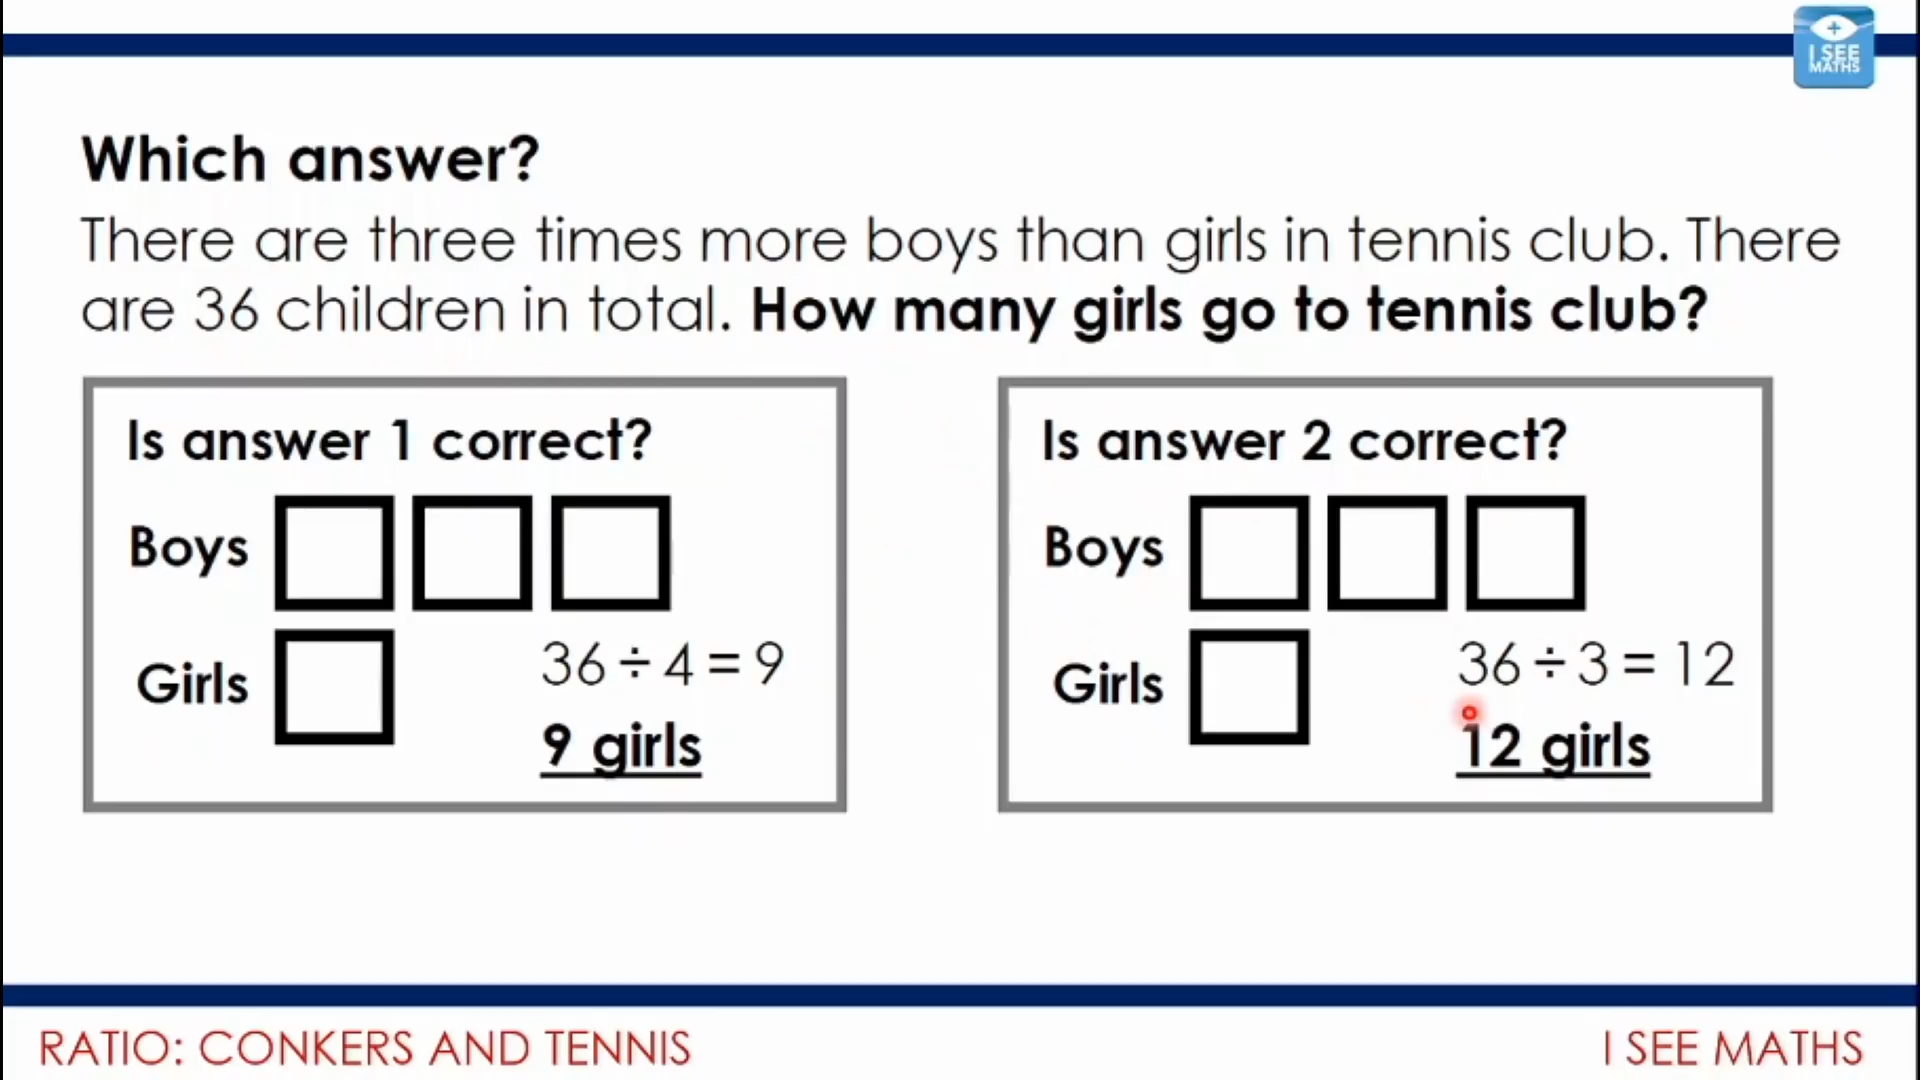 I SEE
MATHS
Which answer?
There are three times more boys than girls in tennis club. There
are 36 children in total. How many girls go to tennis club?
Is answer 1 correct?
Boys
Girls
36 ÷ 4 = 9
9 girls
Is answer 2 correct?
Boys
Girls
36 ÷ 3 = 12
12 girls
RATIO: CONKERS AND TENNIS
I SEE MATHS